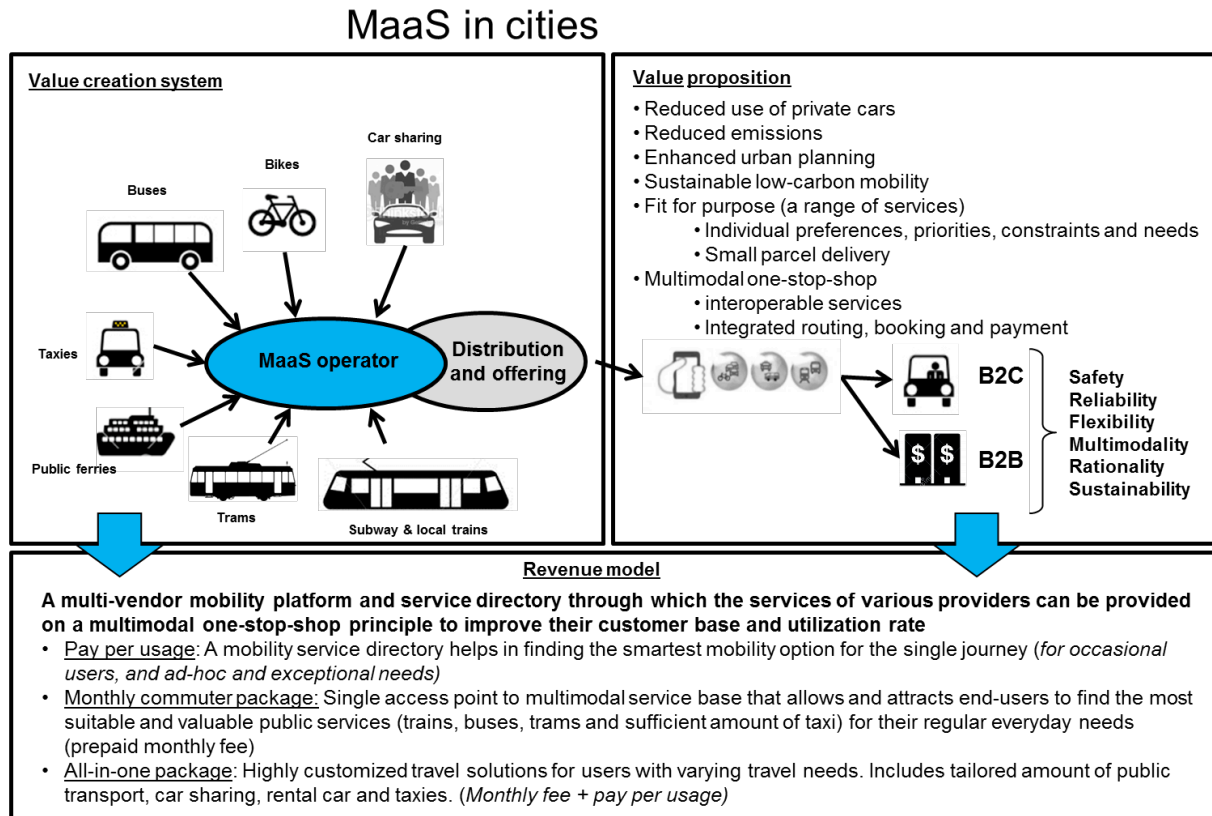 MaaS in cities
Value creation system
Car sharing
Bikes
Buses
Taxies
MaaS operator
Distribution
and offering
Public ferries
Trams
Subway & local trains
Value proposition
• Reduced use of private cars
• Reduced emissions
• Enhanced urban planning
• Sustainable low-carbon mobility
• Fit for purpose (a range of services)
• Individual preferences, priorities, constraints and needs
• Small parcel delivery
• Multimodal one-stop-shop
• interoperable services
• Integrated routing, booking and payment
B2C
$ $
B2B
Safety
Reliability
Flexibility
Multimodality
Rationality
Sustainability
Revenue model
A multi-vendor mobility platform and service directory through which the services of various providers can be provided
on a multimodal one-stop-shop principle to improve their customer base and utilization rate
• Pay per usage: A mobility service directory helps in finding the smartest mobility option for the single journey (for occasional
users, and ad-hoc and exceptional needs)
• Monthly commuter package: Single access point to multimodal service base that allows and attracts end-users to find the most
suitable and valuable public services (trains, buses, trams and sufficient amount of taxi) for their regular everyday needs
(prepaid monthly fee)
• All-in-one package: Highly customized travel solutions for users with varying travel needs. Includes tailored amount of public
transport, car sharing, rental car and taxies. (Monthly fee + pay per usage)